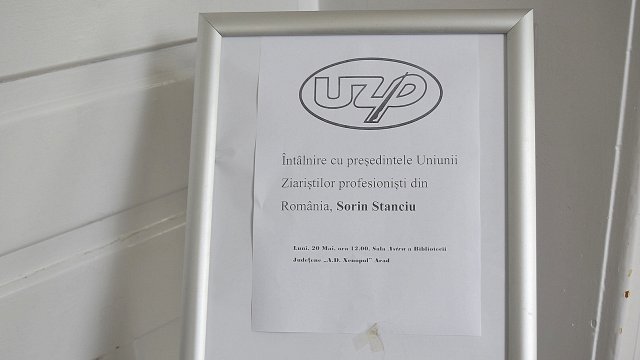 UZP
Întâlnire cu președintele Uniunii
Ziariștilor profesioniști din
România, Sorin Stanciu
Luni, 20 Mai, ora 12.00, Sala Astra a Bibliotecii
Județene „A.D. Xenopol" Arad